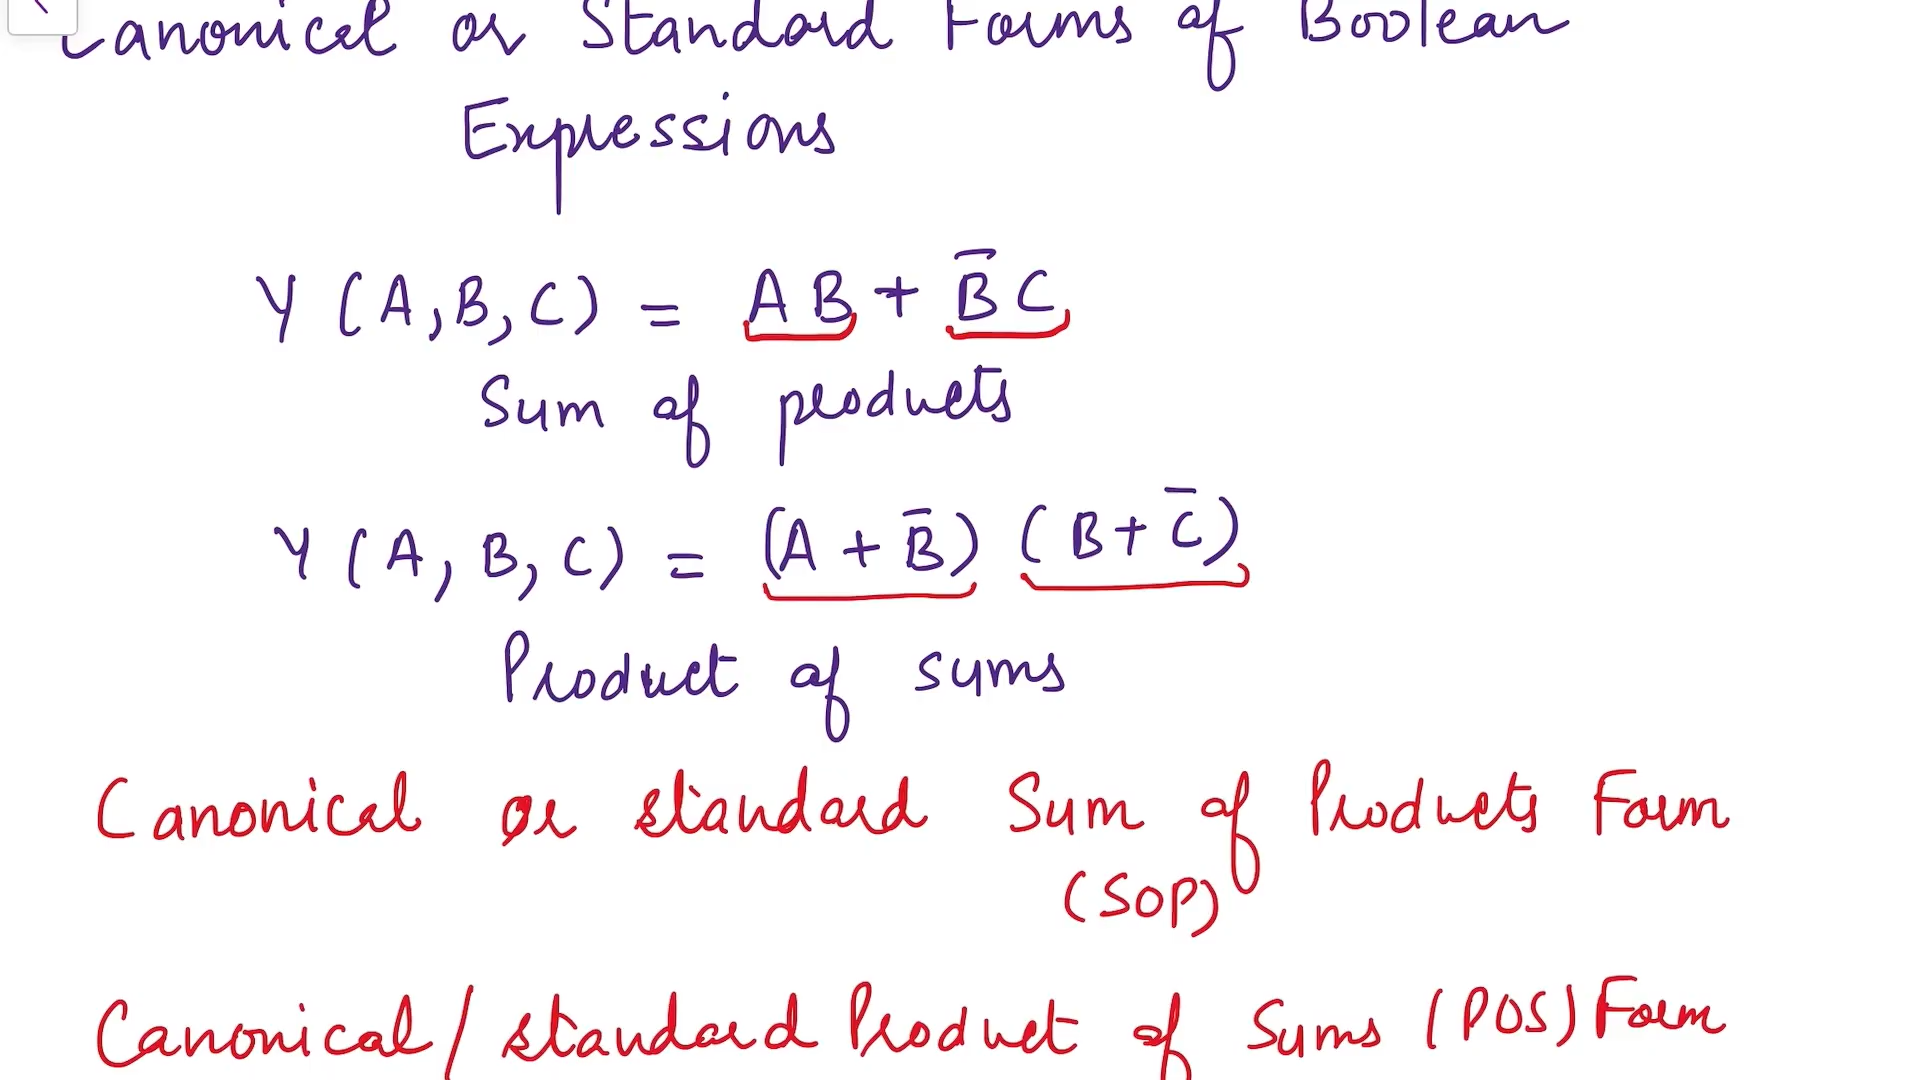 Canonical or Standard Forms of Boolean
Expressions
Y (A,B,C) = AB + B̅C
Sum of products
Y (A, B, C) = (A + B̅) (B + C̅)
Product of sums
Canonical or standard Sum of Products Form
(SOP)
Canonical/standard Product of Sums (POS) Form